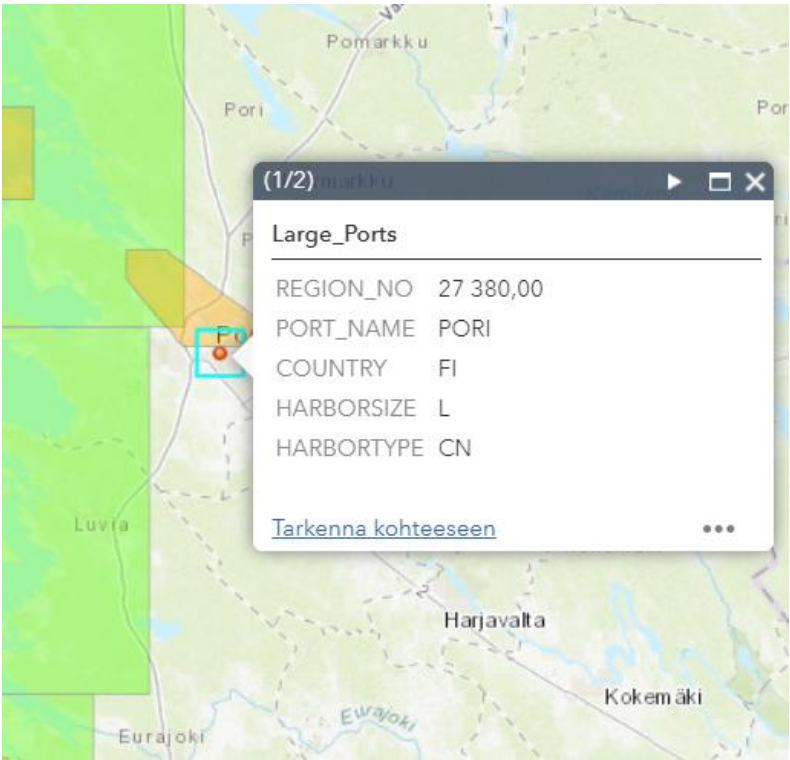 Pomarkku
Pori
Por
(1/2)
Large_Ports
REGION_NO 27 380,00
PORT_NAME PORI
COUNTRY FI
HARBORSIZE L
HARBORTYPE CN
Tarkenna kohteeseen
Luvia
Harjavalta
Kokemäki
Eurajoki
Eurajoki